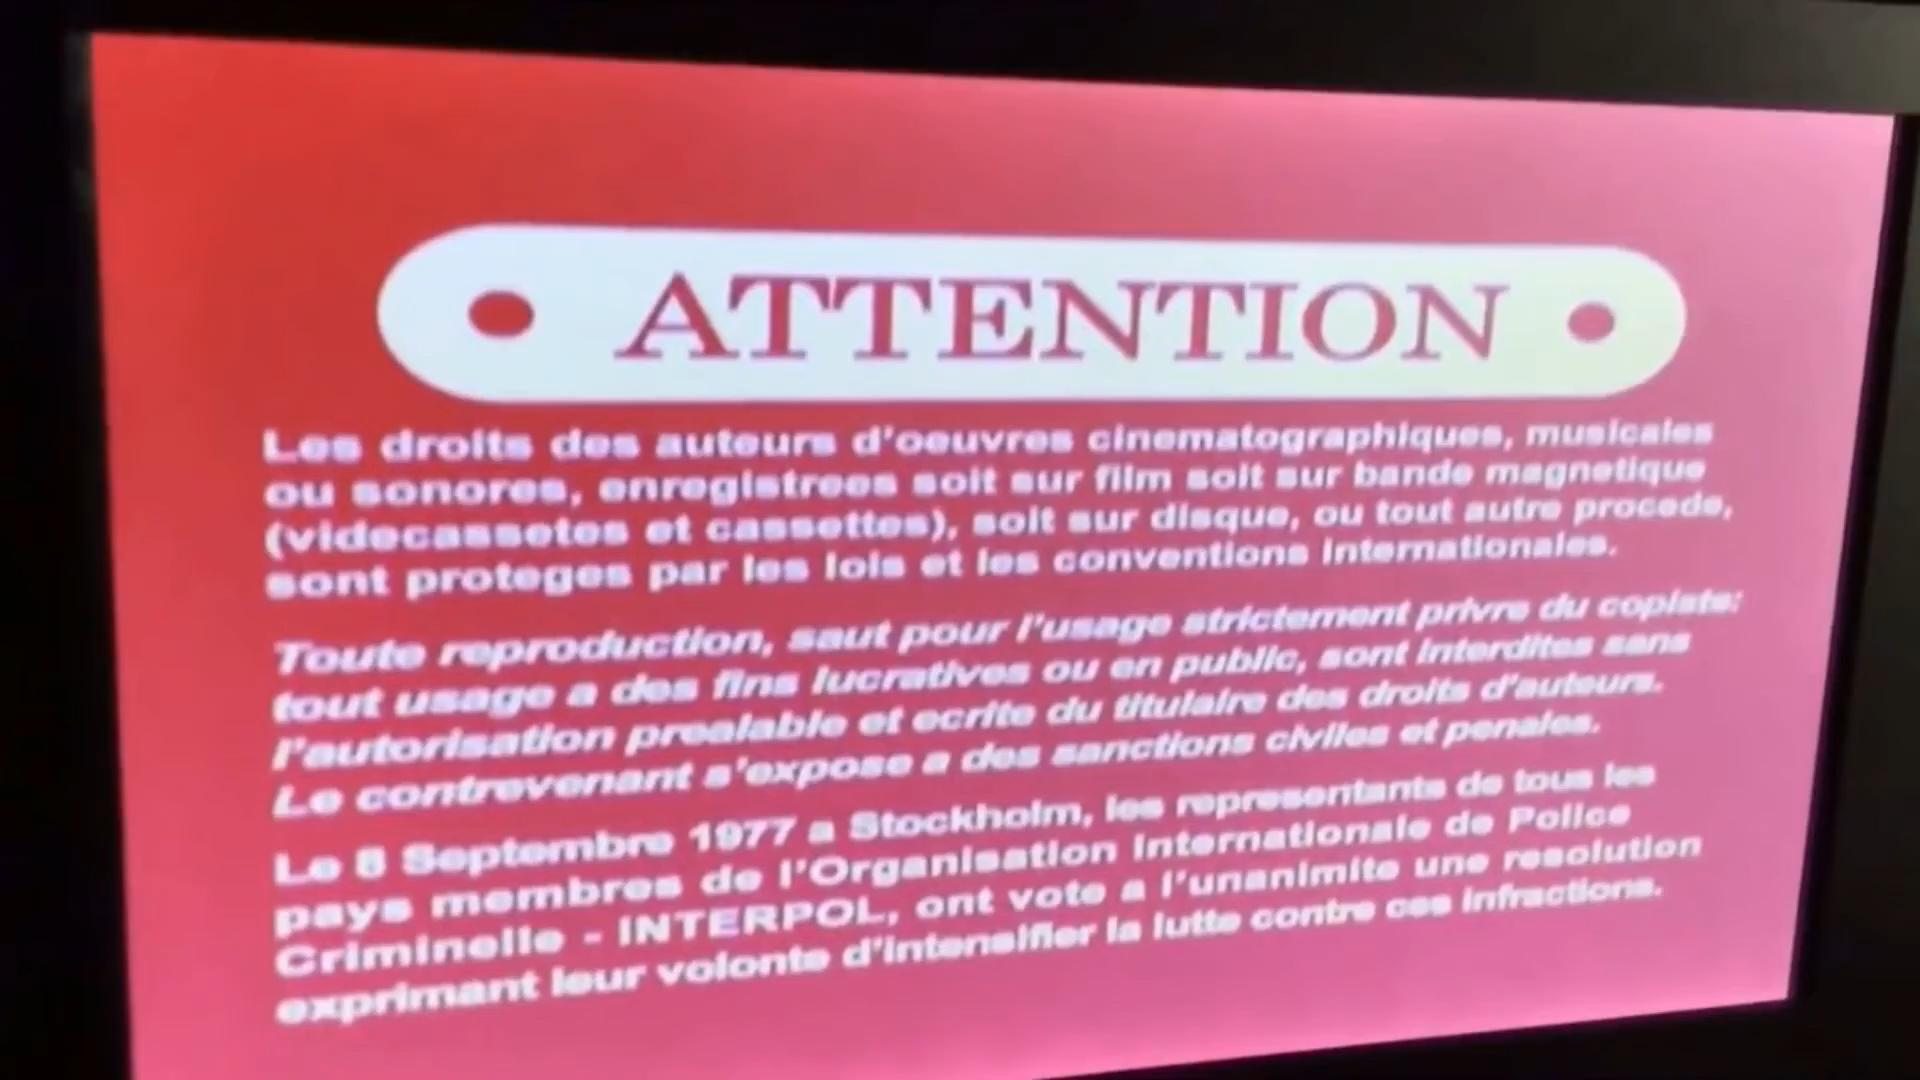 ATTENTION
Les droits des auteurs d'oeuvres cinematographiques, musicales
ou sonores, enregistrees soit sur film soit sur bande magnetique
(videcassetes et cassettes), soit sur disque, ou tout autre procede,
sont proteges par les lois et les conventions internationales.
Toute reproduction, saut pour l'usage strictement privre du copiste:
tout usage a des fins lucratives ou en public, sont interdites sans
l'autorisation prealable et ecrite du titulaire des droits d'auteurs.
Le contrevenant s'expose a des sanctions civiles et penales.
Le 8 Septembre 1977 a Stockholm, les representants de tous les
pays membres de l'Organisation Internationale de Police
Criminelle - INTERPOL, ont vote a l'unanimite une resolution
exprimant leur volonte d'intensifier la lutte contre ces infractions.